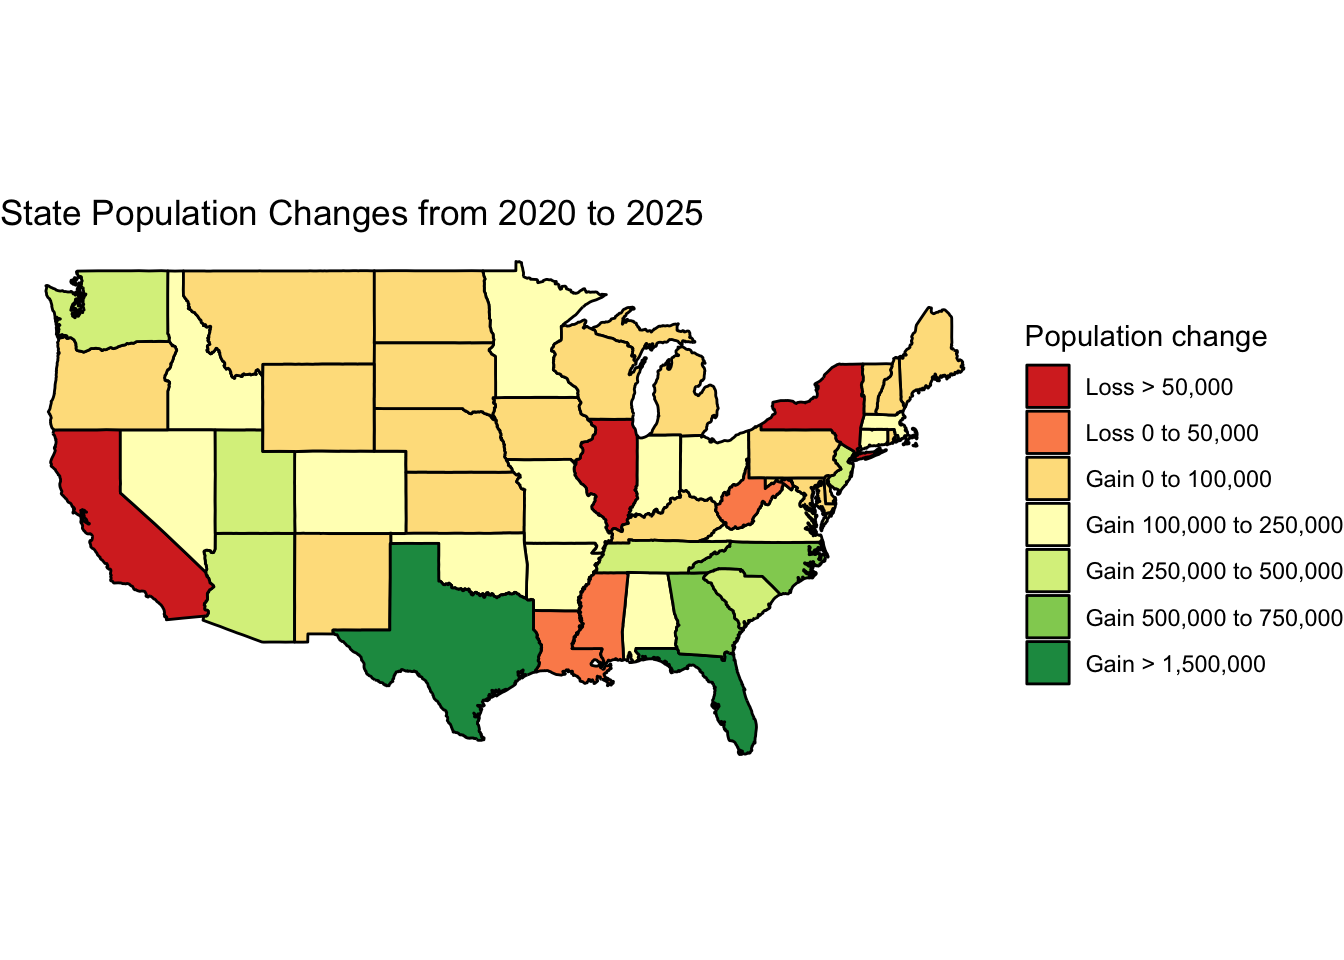 State Population Changes from 2020 to 2025
Population change
Loss > 50,000
Loss 0 to 50,000
Gain 0 to 100,000
Gain 100,000 to 250,000
Gain 250,000 to 500,000
Gain 500,000 to 750,000
Gain > 1,500,000